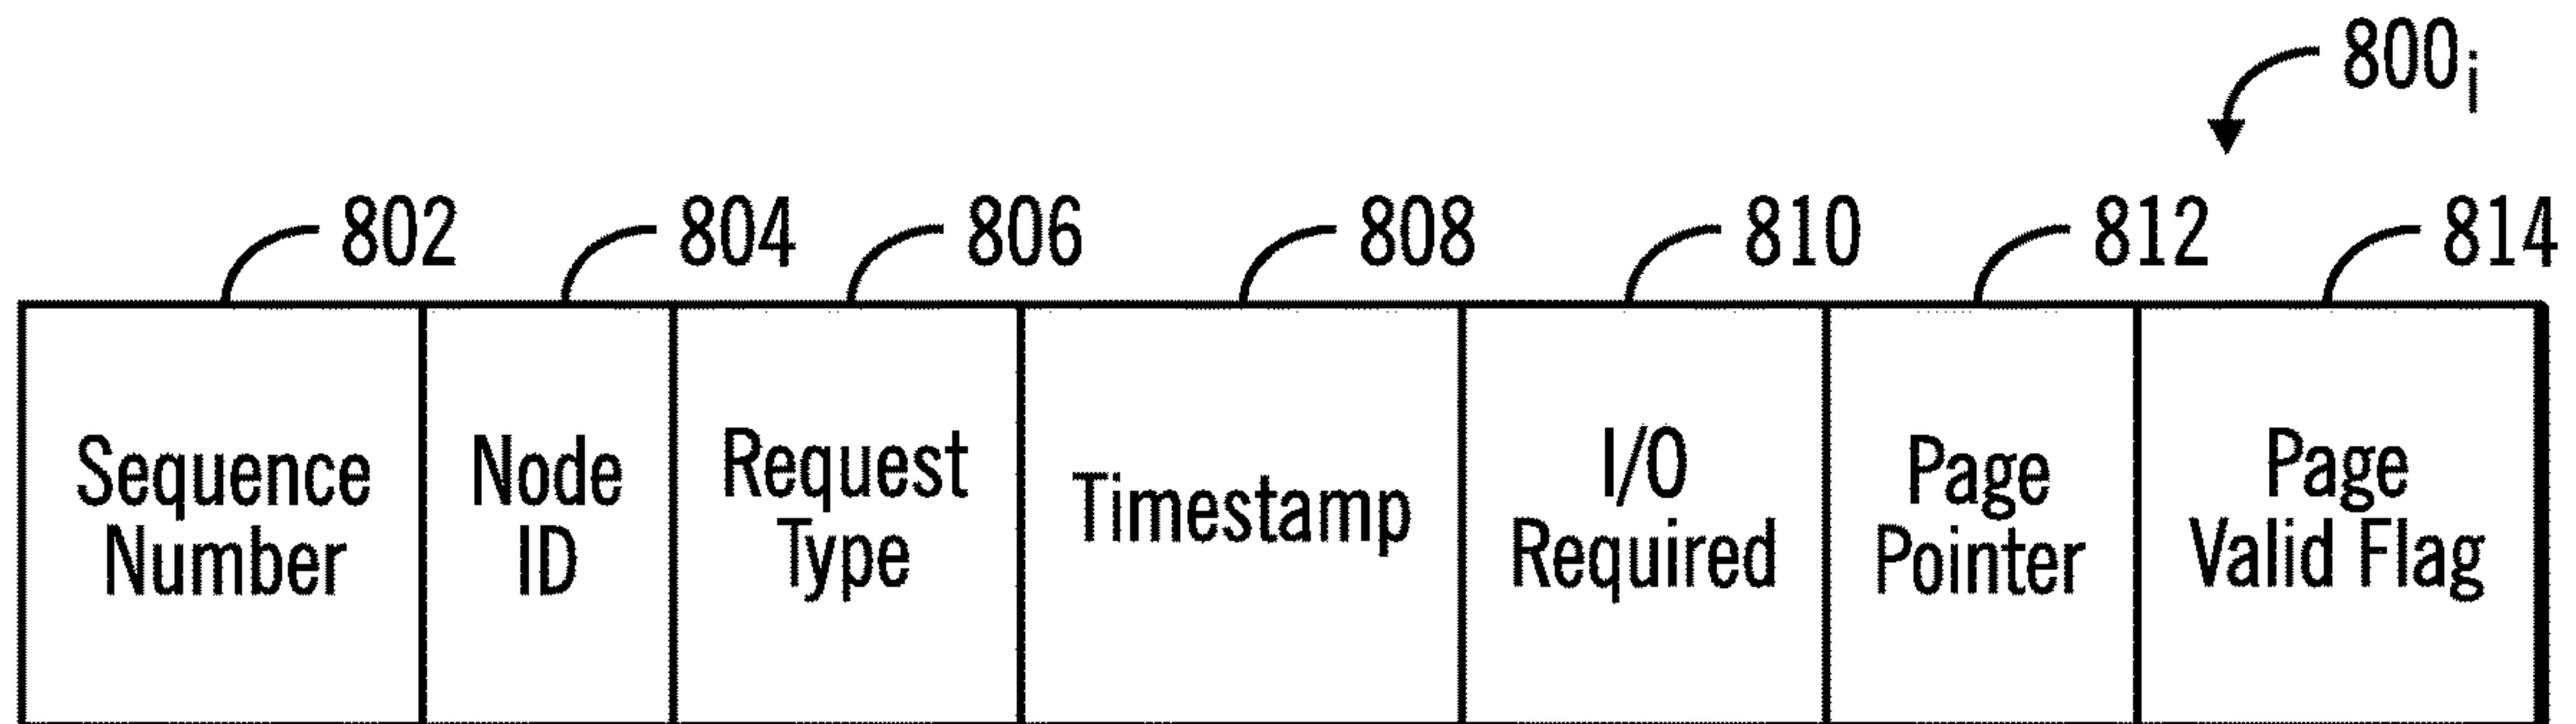 800i
802 804 806 808 810 812 814
Sequence Number
Node ID
Request Type
Timestamp
I/O Required
Page Pointer
Page Valid Flag